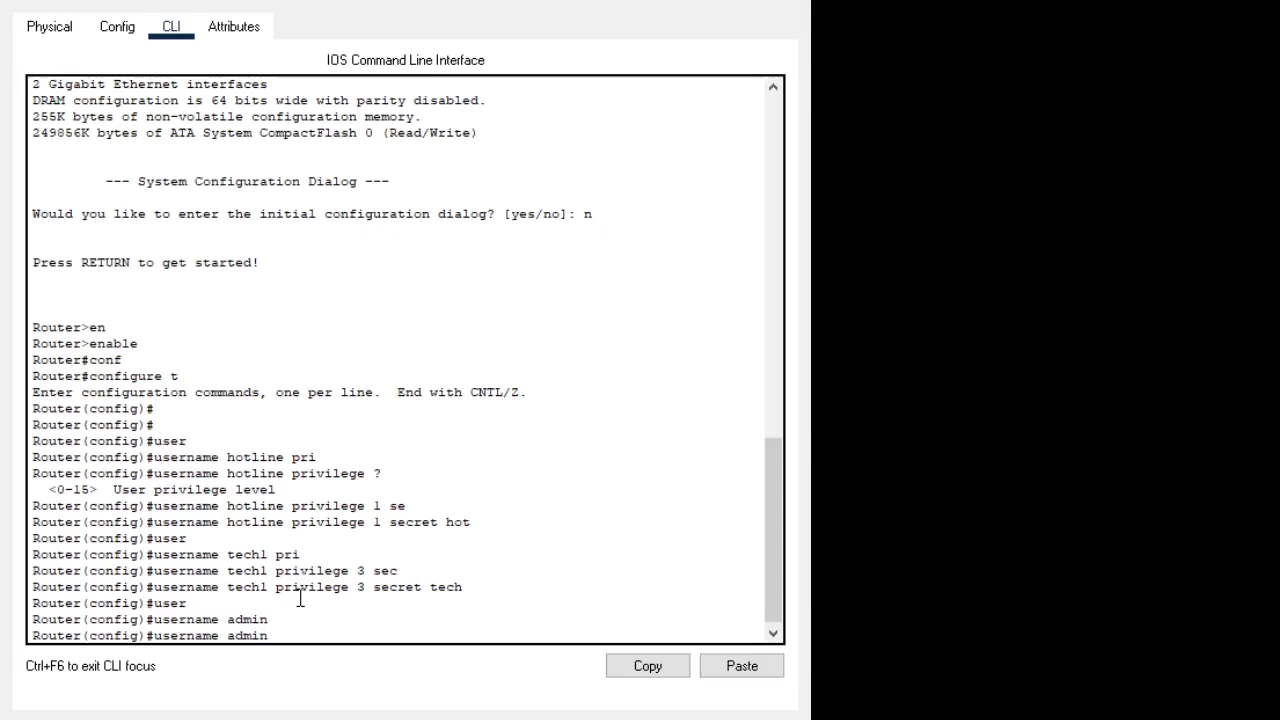 Physical Config CLI Attributes
IOS Command Line Interface
2 Gigabit Ethernet interfaces
DRAM configuration is 64 bits wide with parity disabled.
255K bytes of non-volatile configuration memory.
249856K bytes of ATA System CompactFlash 0 (Read/Write)
--- System Configuration Dialog ---
Would you like to enter the initial configuration dialog? [yes/no]: n
Press RETURN to get started!
Router>en
Router>enable
Router#conf
Router#configure t
Enter configuration commands, one per line.  End with CNTL/Z.
Router(config)#
Router(config)#
Router(config)#user
Router(config)#username hotline pri
Router(config)#username hotline privilege ?
<0-15>  User privilege level
Router(config)#username hotline privilege 1 se
Router(config)#username hotline privilege 1 secret hot
Router(config)#user
Router(config)#username tech1 pri
Router(config)#username tech1 privilege 3 sec
Router(config)#username tech1 privilege 3 secret tech
Router(config)#user
Router(config)#username admin
Router(config)#username admin
Ctrl+F6 to exit CLI focus
Copy Paste